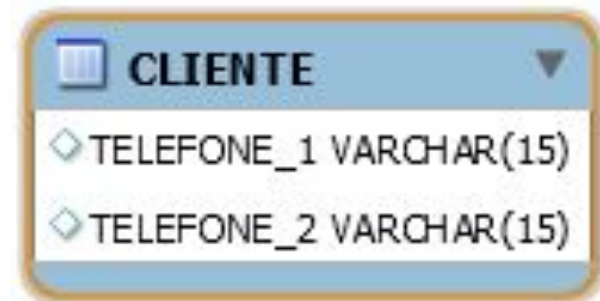 CLIENTE
TELEFONE_1 VARCHAR(15)
TELEFONE_2 VARCHAR(15)